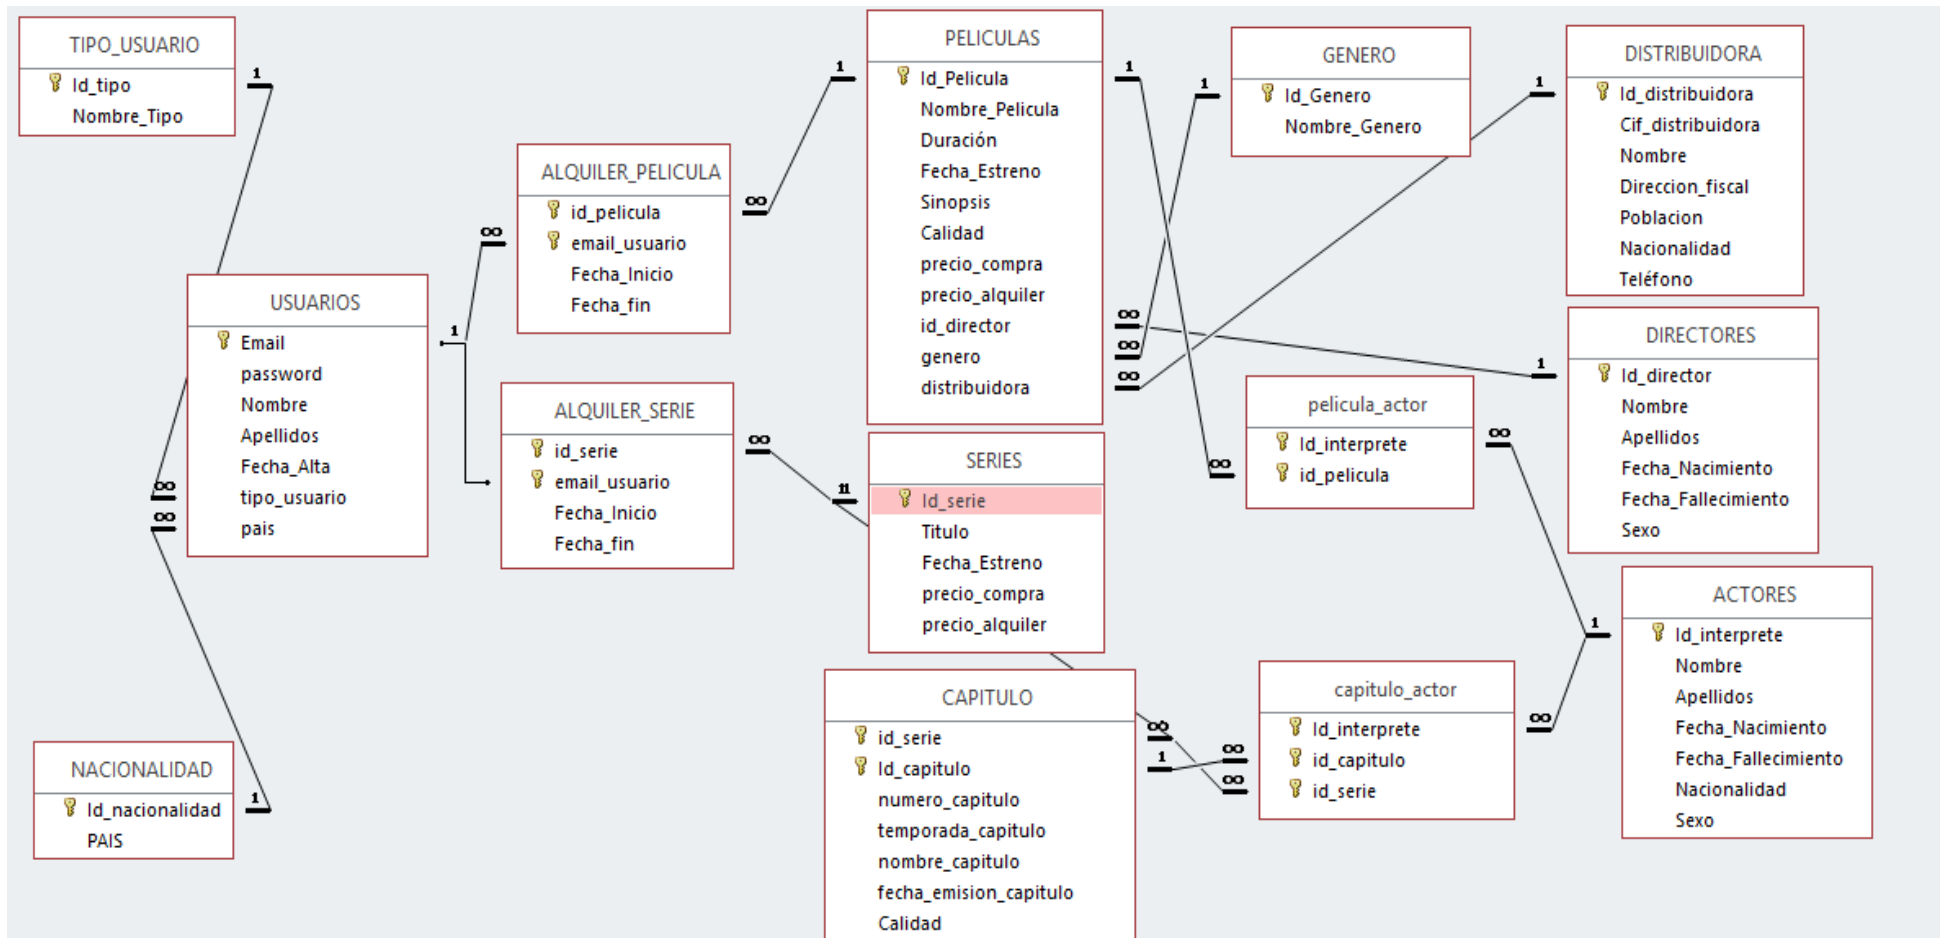 TIPO_USUARIO
Id_tipo
Nombre_Tipo
1
USUARIOS
Email
password
Nombre
Apellidos
Fecha_Alta
tipo_usuario
pais
∞
∞
1
NACIONALIDAD
Id_nacionalidad
PAIS
1
ALQUILER_PELICULA
id_pelicula
email_usuario
Fecha_Inicio
Fecha_fin
∞
∞
ALQUILER_SERIE
id_serie
email_usuario
Fecha_Inicio
Fecha_fin
∞
PELICULAS
Id_Pelicula
Nombre_Pelicula
Duración
Fecha_Estreno
Sinopsis
Calidad
precio_compra
precio_alquiler
id_director
genero
distribuidora
1
1
∞
∞
∞
SERIES
Id_serie
Titulo
Fecha_Estreno
precio_compra
precio_alquiler
11
CAPITULO
id_serie
Id_capitulo
numero_capitulo
temporada_capitulo
nombre_capitulo
fecha_emision_capitulo
Calidad
∞
1
GENERO
Id_Genero
Nombre_Genero
1
pelicula_actor
Id_interprete
id_pelicula
∞
∞
capitulo_actor
Id_interprete
id_capitulo
id_serie
∞
∞
∞
DISTRIBUIDORA
Id_distribuidora
Cif_distribuidora
Nombre
Direccion_fiscal
Poblacion
Nacionalidad
Teléfono
1
DIRECTORES
Id_director
Nombre
Apellidos
Fecha_Nacimiento
Fecha_Fallecimiento
Sexo
1
ACTORES
Id_interprete
Nombre
Apellidos
Fecha_Nacimiento
Fecha_Fallecimiento
Nacionalidad
Sexo
1